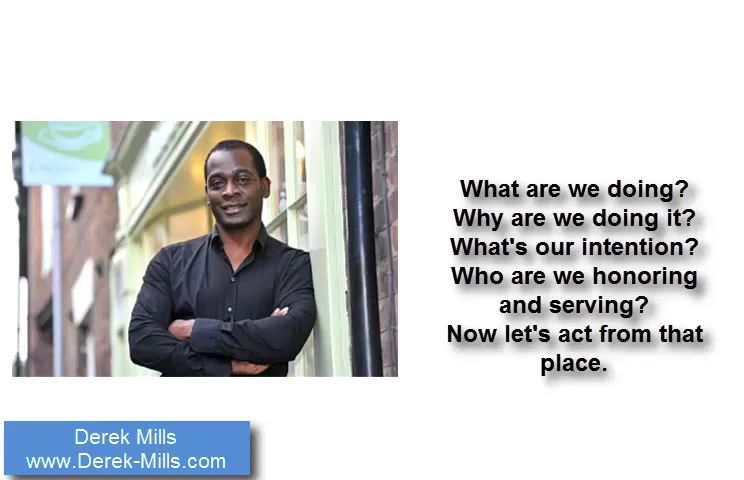 What are we doing?
Why are we doing it?
What's our intention?
Who are we honoring
and serving?
Now let's act from that
place.
Derek Mills
www.Derek-Mills.com